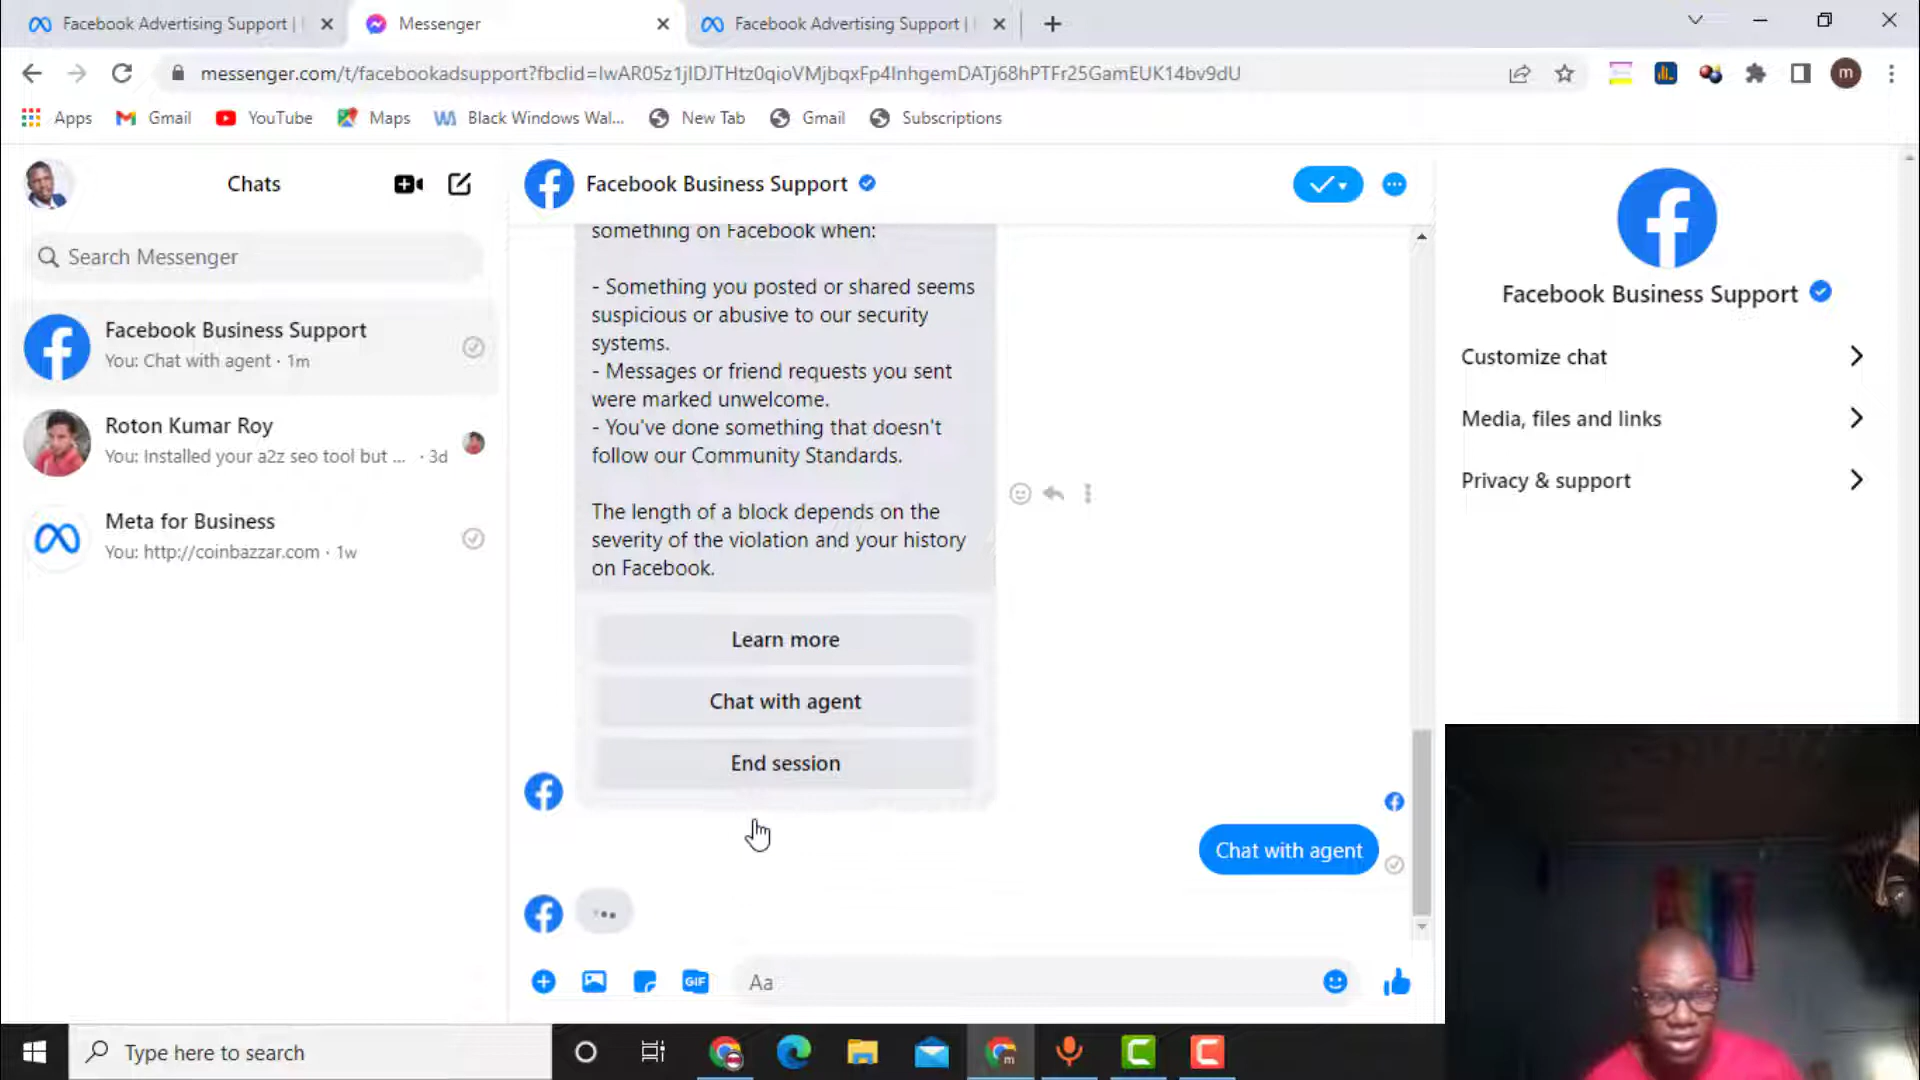 Facebook Advertising Support |
Messenger
Facebook Advertising Support |
messenger.com/t/facebookadsupport?fbclid=IwAR05z1jIDJTHtz0qioVMjbqxFp4InhgemDATj68hPTFr25GamEUK14bv9dU
m
Apps
Gmail
YouTube
Maps
Black Windows Wal...
New Tab
Gmail
Subscriptions
Chats
Search Messenger
Facebook Business Support
You: Chat with agent · 1m
Roton Kumar Roy
You: Installed your a2z seo tool but ... · 3d
Meta for Business
You: http://coinbazzar.com · 1w
Facebook Business Support
something on Facebook when:
- Something you posted or shared seems
suspicious or abusive to our security
systems.
- Messages or friend requests you sent
were marked unwelcome.
- You've done something that doesn't
follow our Community Standards.
The length of a block depends on the
severity of the violation and your history
on Facebook.
Learn more
Chat with agent
End session
Chat with agent
GIF
Aa
Facebook Business Support
Customize chat
Media, files and links
Privacy & support
Type here to search